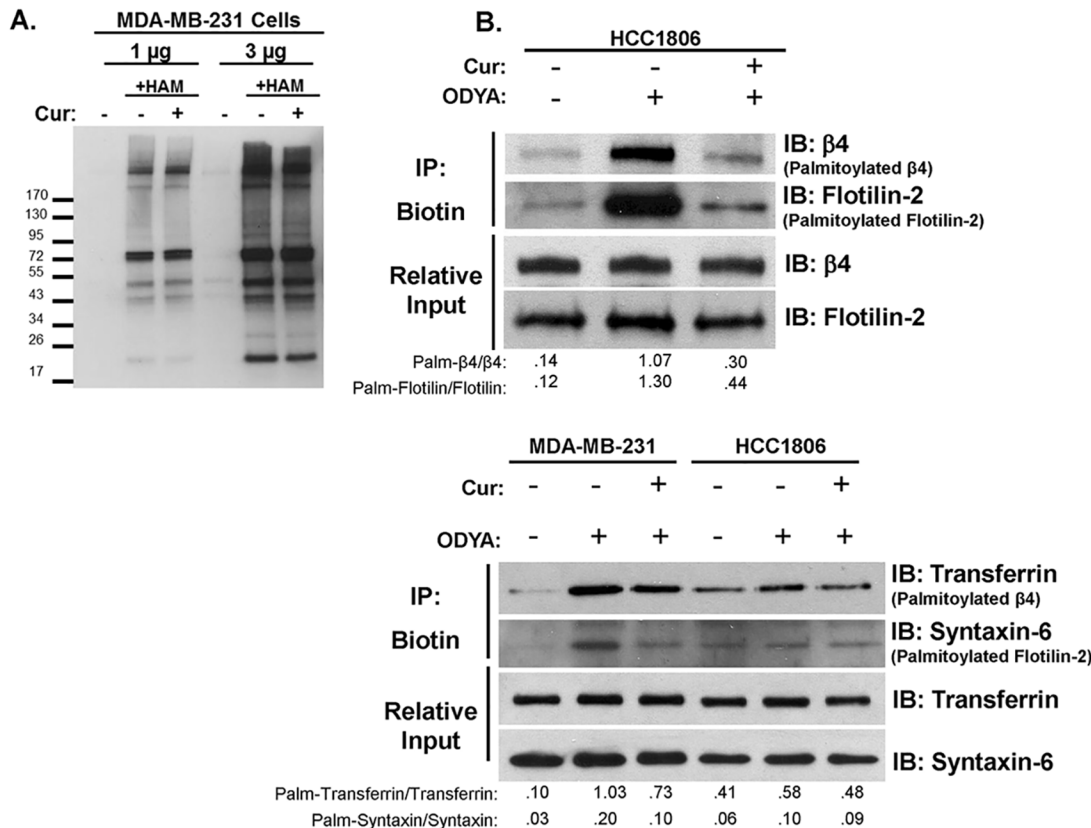 A.
MDA-MB-231 Cells
1 µg 3 µg
+HAM +HAM
Cur: - - + - - +
170
130
95
72
55
43
34
26
17
B.
HCC1806
Cur: - - +
ODYA: - + +
IP:
Biotin
IB: β4
(Palmitoylated β4)
IB: Flotilin-2
(Palmitoylated Flotilin-2)
Relative
Input
IB: β4
IB: Flotilin-2
Palm-β4/β4: .14 1.07 .30
Palm-Flotilin/Flotilin: .12 1.30 .44
MDA-MB-231 HCC1806
Cur: - - + - - +
ODYA: - + + - + +
IP:
Biotin
IB: Transferrin
(Palmitoylated β4)
IB: Syntaxin-6
(Palmitoylated Flotilin-2)
Relative
Input
IB: Transferrin
IB: Syntaxin-6
Palm-Transferrin/Transferrin: .10 1.03 .73 .41 .58 .48
Palm-Syntaxin/Syntaxin: .03 .20 .10 .06 .10 .09